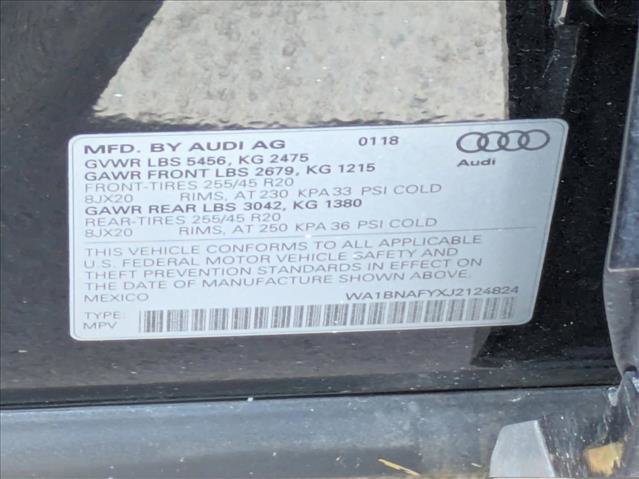 MFD. BY AUDI AG 0118
GVWR LBS 5456, KG 2475
GAWR FRONT LBS 2679, KG 1215
FRONT-TIRES 255/45 R20
8JX20 RIMS, AT 230 KPA 33 PSI COLD
GAWR REAR LBS 3042, KG 1380
REAR-TIRES 255/45 R20
8JX20 RIMS, AT 250 KPA 36 PSI COLD
Audi
THIS VEHICLE CONFORMS TO ALL APPLICABLE
U.S. FEDERAL MOTOR VEHICLE SAFETY AND
THEFT PREVENTION STANDARDS IN EFFECT ON
THE DATE OF MANUFACTURE SHOWN ABOVE.
MEXICO WA1BNAFYXJ2124824
TYPE:
MPV